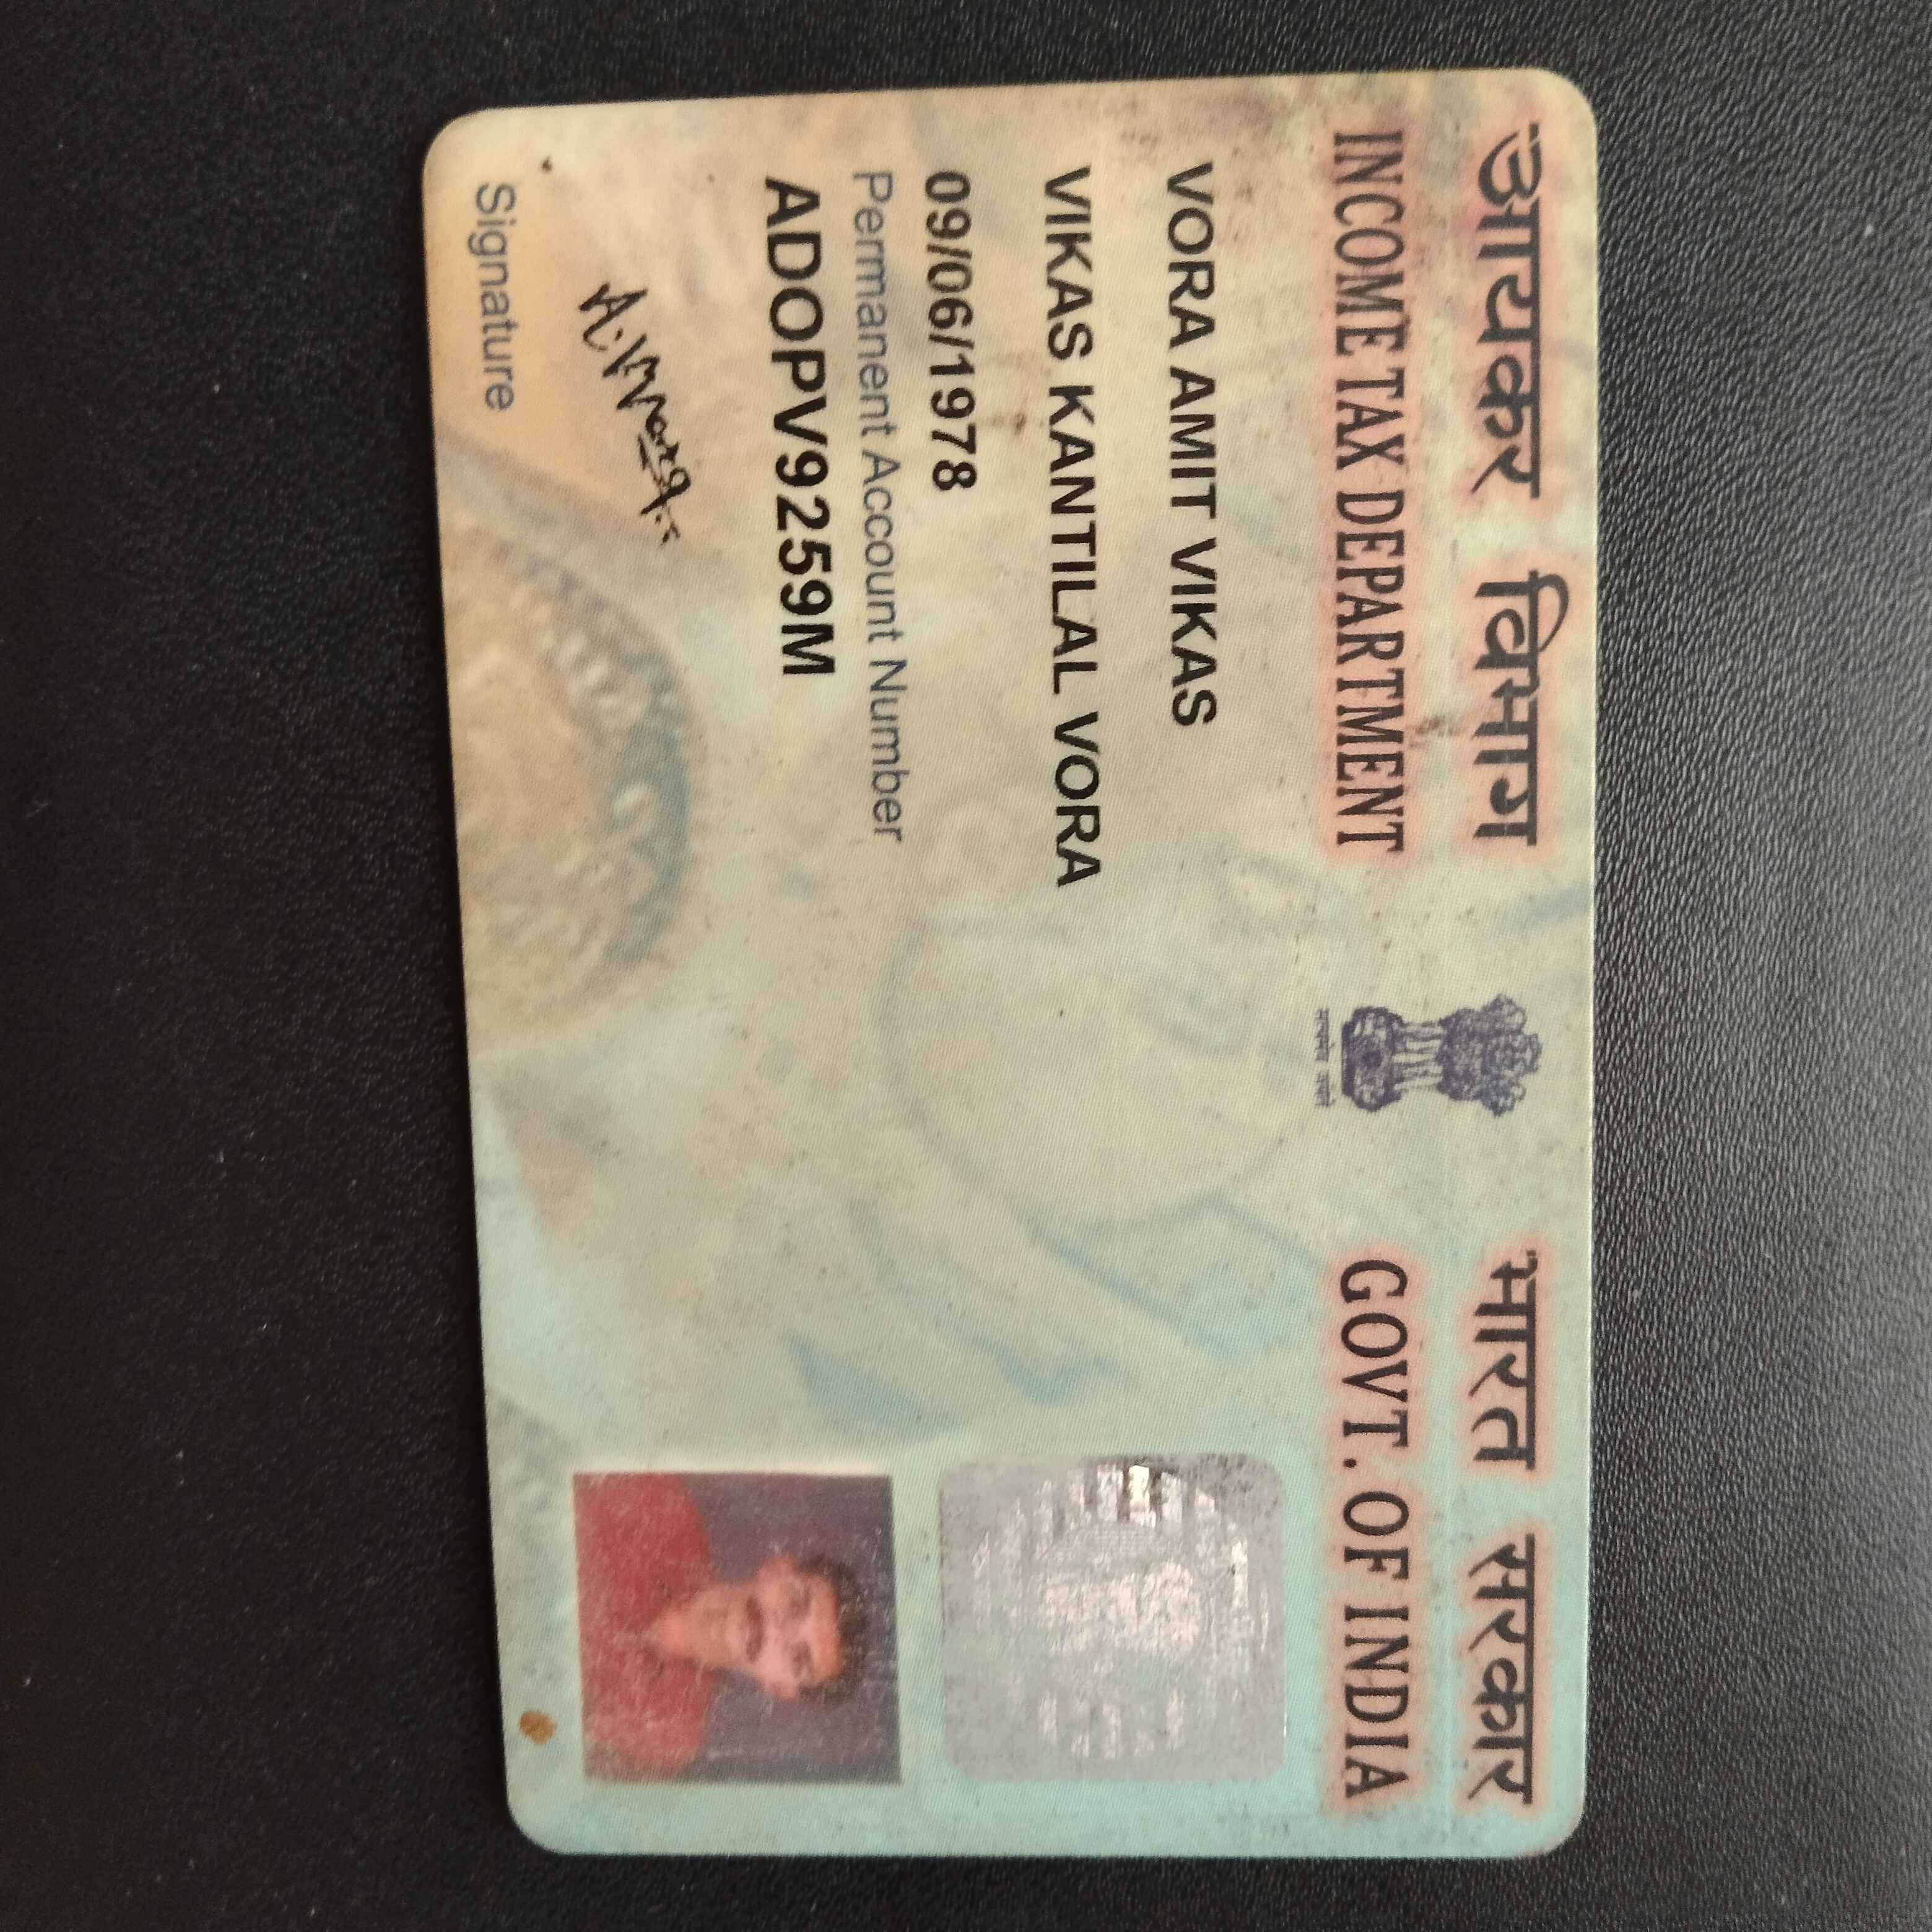 आयकर विभाग
INCOME TAX DEPARTMENT
सत्यमेव जयते
भारत सरकार
GOVT. OF INDIA
VORA AMIT VIKAS
VIKAS KANTILAL VORA
09/06/1978
Permanent Account Number
ADOPV9259M
Signature